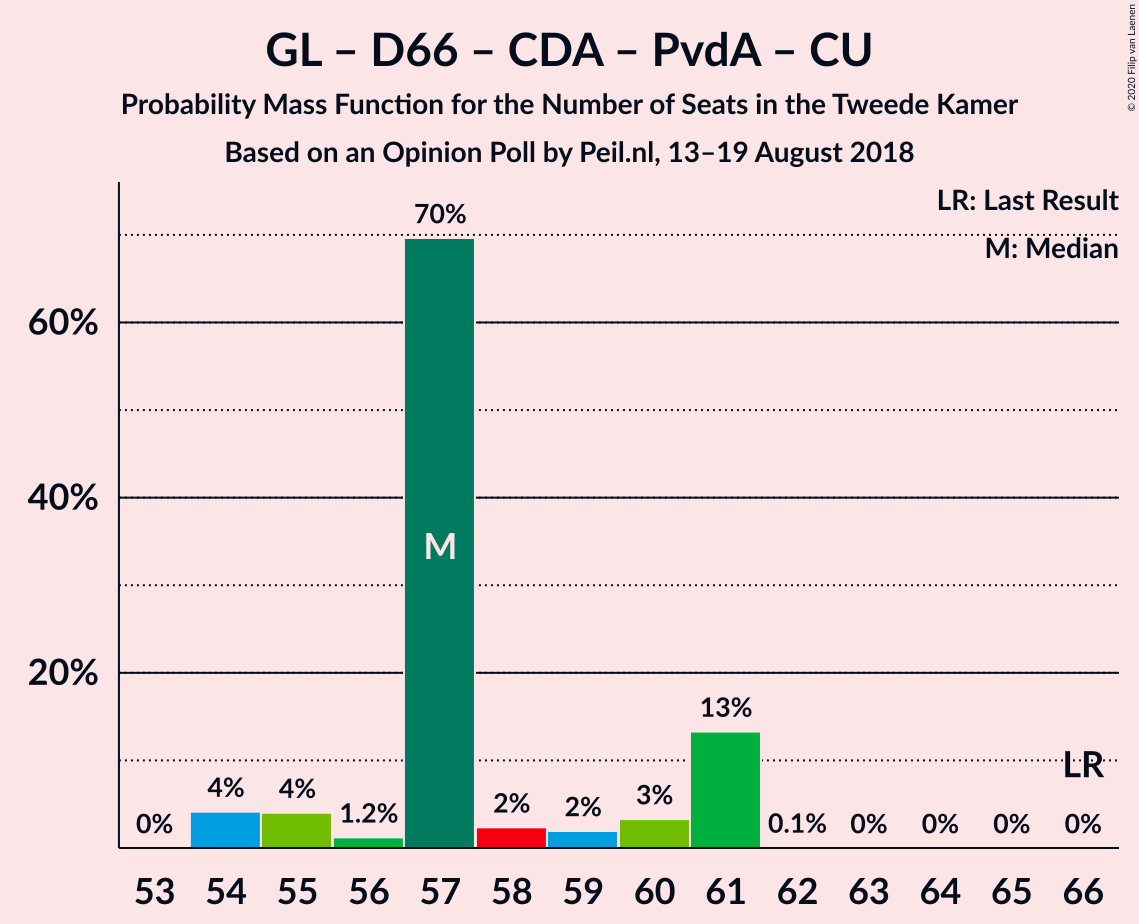 GL – D66 – CDA – PvdA – CU
Probability Mass Function for the Number of Seats in the Tweede Kamer
Based on an Opinion Poll by Peil.nl, 13–19 August 2018
© 2020 Filip van Laenen
LR: Last Result
M: Median
60%
40%
20%
0%
4%
4%
1.2%
70%
2%
2%
3%
13%
0.1%
0%
0%
0%
0%
M
LR
53 54 55 56 57 58 59 60 61 62 63 64 65 66